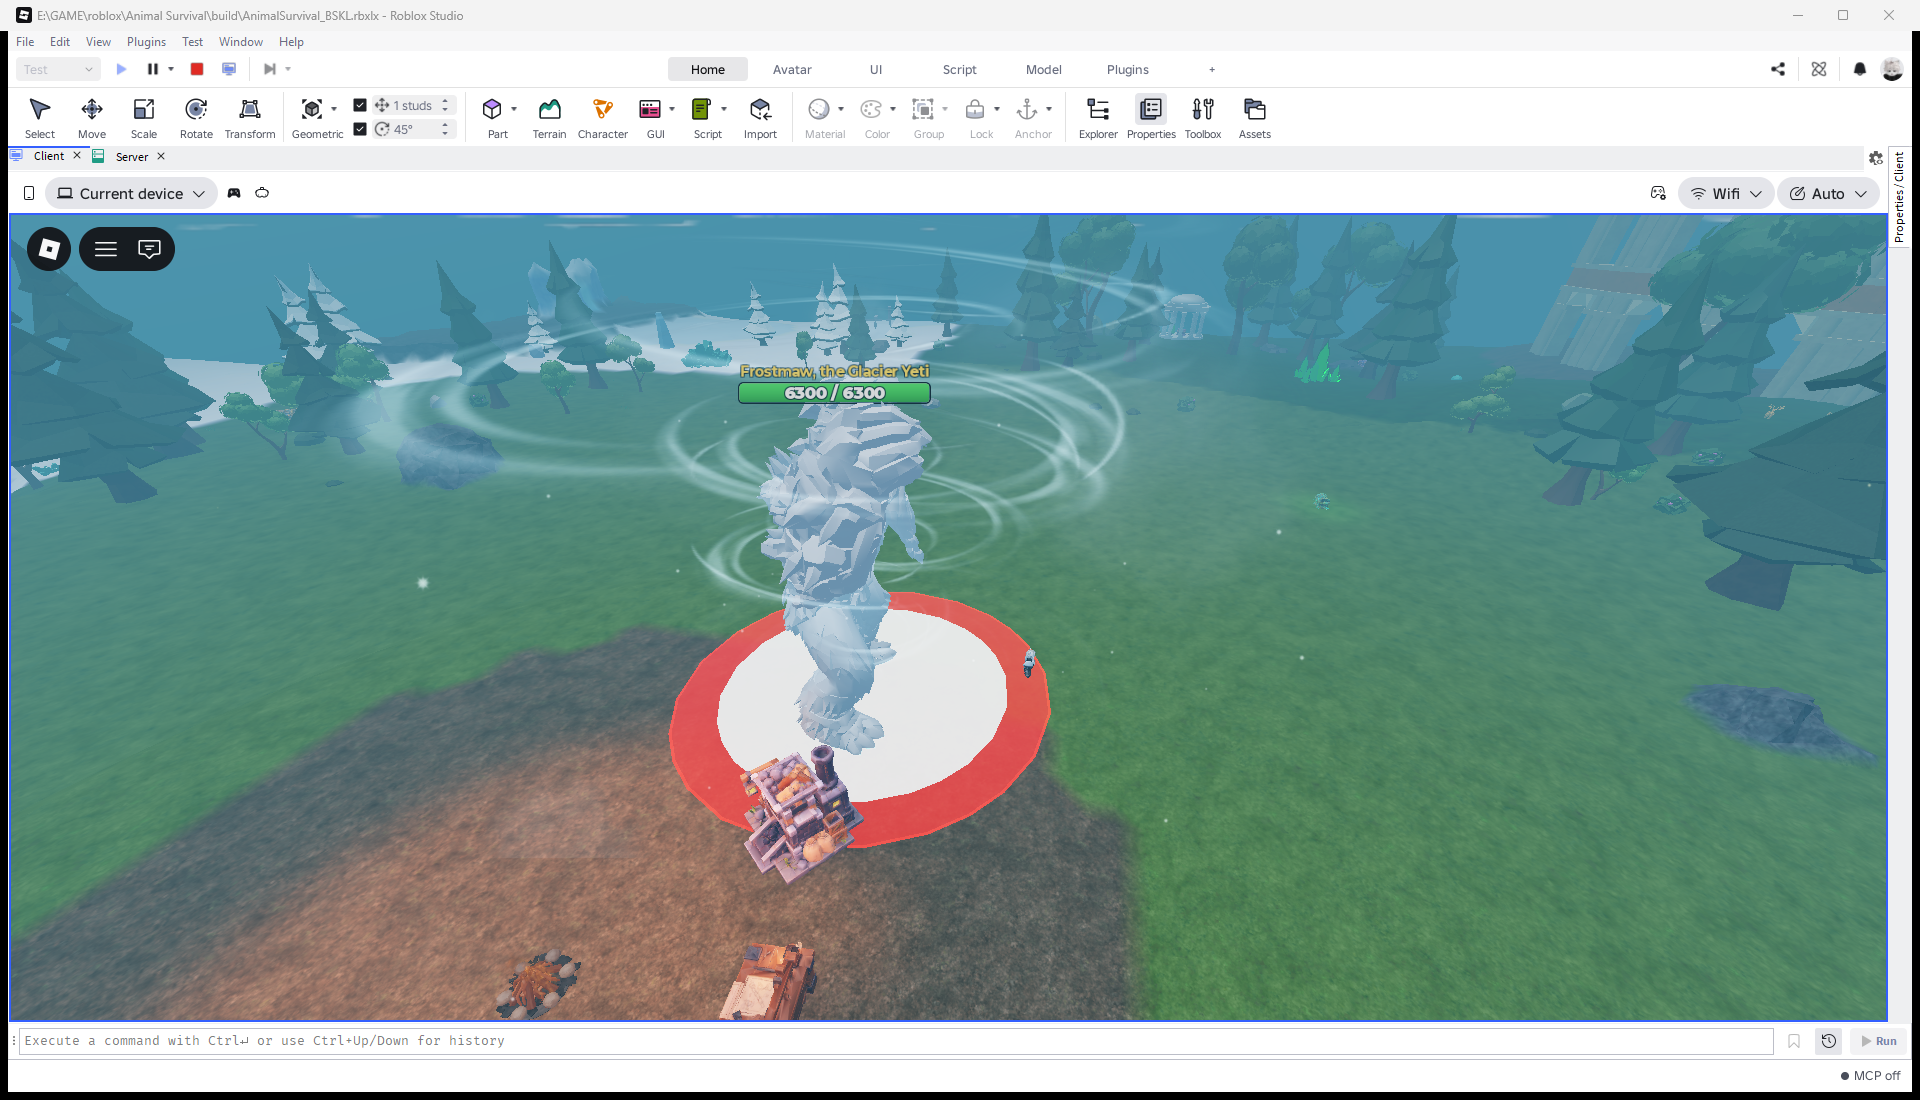 E:\GAME\roblox\Animal Survival\build\AnimalSurvival_BSKL.rbxlx - Roblox Studio
File Edit View Plugins Test Window Help
Test Home Avatar UI Script Model Plugins +
1 studs
45°
Select Move Scale Rotate Transform Geometric Part Terrain Character GUI Script Import Material Color Group Lock Anchor Explorer Properties Toolbox Assets
Client Server
Properties / Client
Current device Wifi Auto
Frostmaw, the Glacier Yeti
6300 / 6300
Execute a command with Ctrl↵ or use Ctrl+Up/Down for history
Run
MCP off